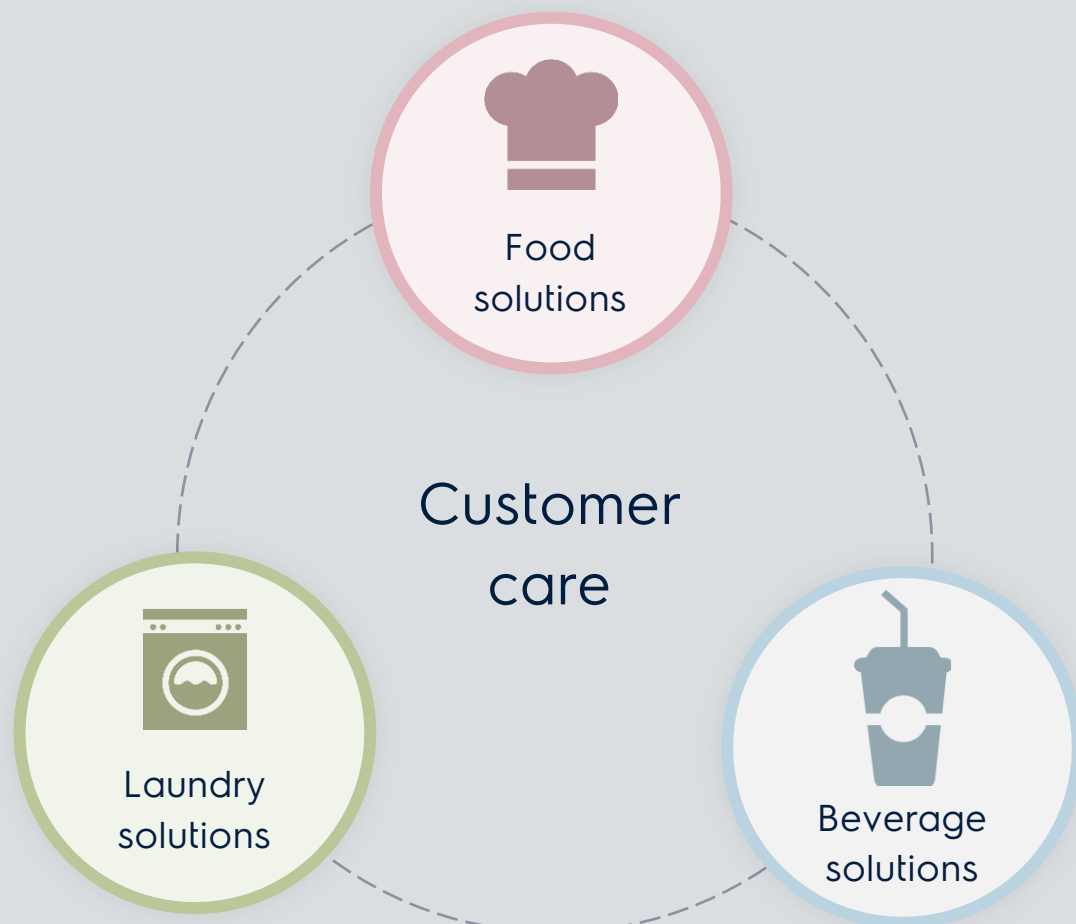 Food
solutions
Customer
care
Laundry
solutions
Beverage
solutions